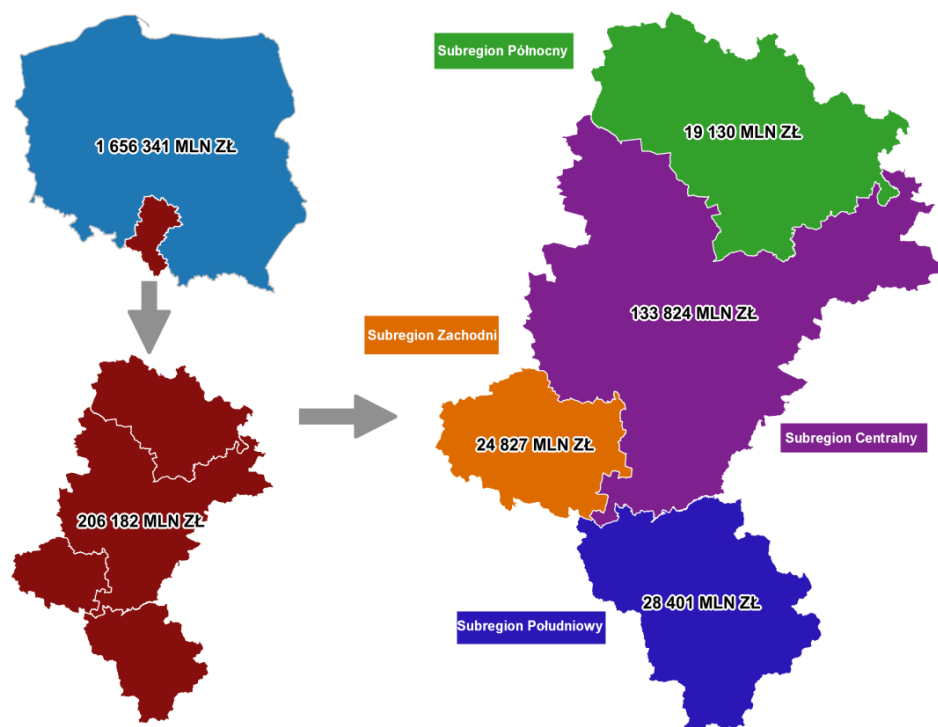 Subregion Północny
19 130 MLN ZŁ
1 656 341 MLN ZŁ
133 824 MLN ZŁ
Subregion Zachodni
24 827 MLN ZŁ
Subregion Centralny
206 182 MLN ZŁ
28 401 MLN ZŁ
Subregion Południowy